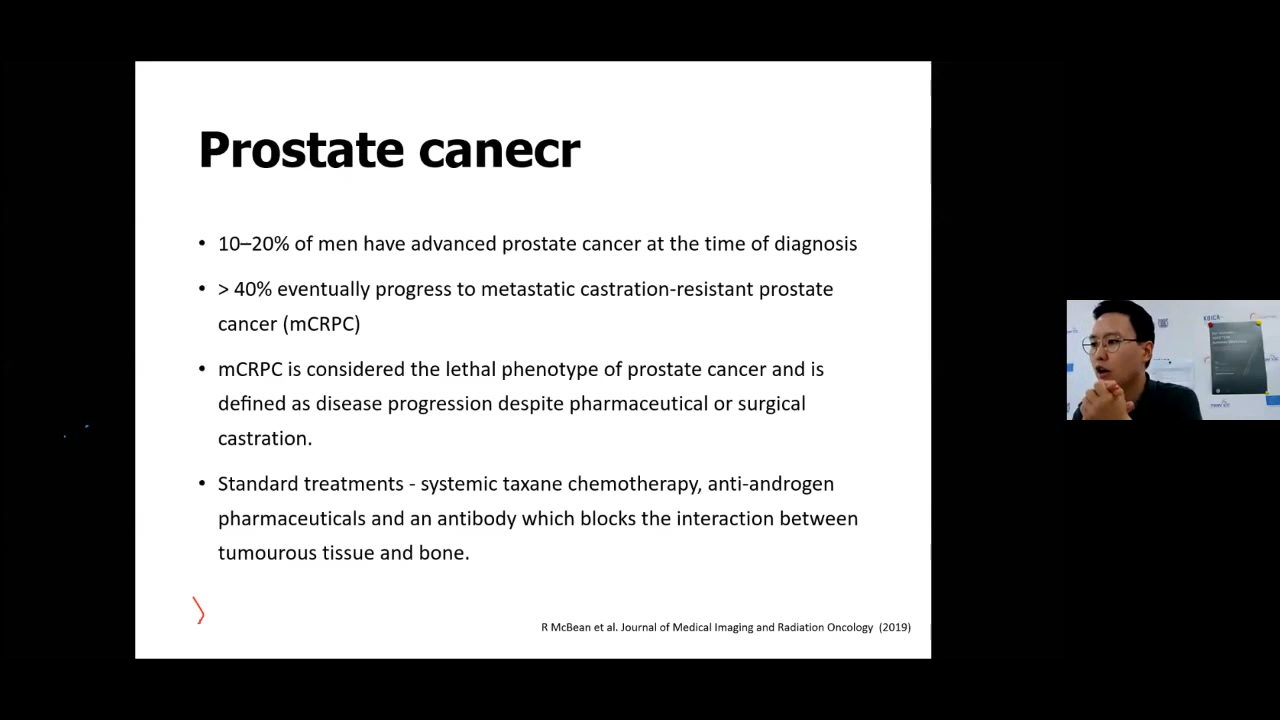 Prostate canecr
• 10–20% of men have advanced prostate cancer at the time of diagnosis
• > 40% eventually progress to metastatic castration-resistant prostate
cancer (mCRPC)
• mCRPC is considered the lethal phenotype of prostate cancer and is
defined as disease progression despite pharmaceutical or surgical
castration.
• Standard treatments - systemic taxane chemotherapy, anti-androgen
pharmaceuticals and an antibody which blocks the interaction between
tumourous tissue and bone.
R McBean et al. Journal of Medical Imaging and Radiation Oncology (2019)
KOICA